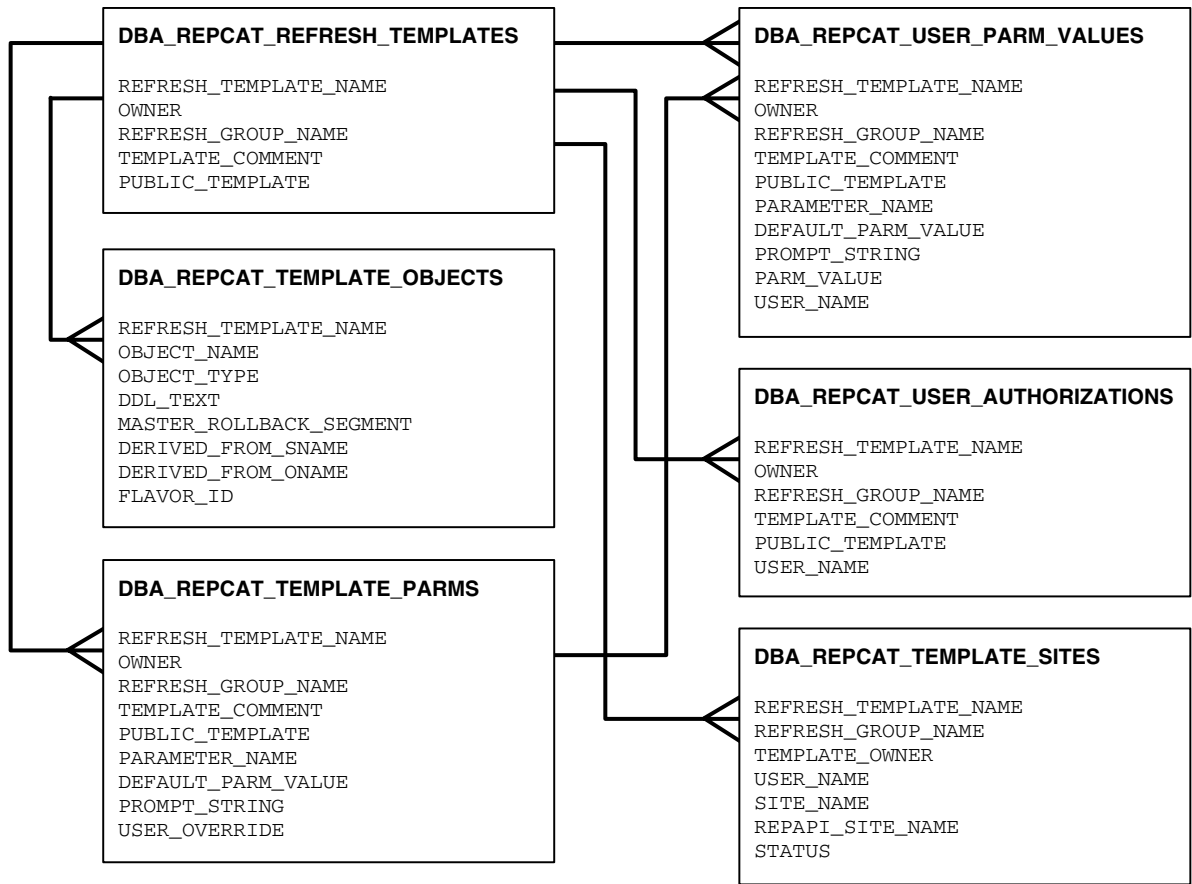 DBA_REPCAT_REFRESH_TEMPLATES
REFRESH_TEMPLATE_NAME
OWNER
REFRESH_GROUP_NAME
TEMPLATE_COMMENT
PUBLIC_TEMPLATE
DBA_REPCAT_TEMPLATE_OBJECTS
REFRESH_TEMPLATE_NAME
OBJECT_NAME
OBJECT_TYPE
DDL_TEXT
MASTER_ROLLBACK_SEGMENT
DERIVED_FROM_SNAME
DERIVED_FROM_ONAME
FLAVOR_ID
DBA_REPCAT_TEMPLATE_PARMS
REFRESH_TEMPLATE_NAME
OWNER
REFRESH_GROUP_NAME
TEMPLATE_COMMENT
PUBLIC_TEMPLATE
PARAMETER_NAME
DEFAULT_PARM_VALUE
PROMPT_STRING
USER_OVERRIDE
DBA_REPCAT_USER_PARM_VALUES
REFRESH_TEMPLATE_NAME
OWNER
REFRESH_GROUP_NAME
TEMPLATE_COMMENT
PUBLIC_TEMPLATE
PARAMETER_NAME
DEFAULT_PARM_VALUE
PROMPT_STRING
PARM_VALUE
USER_NAME
DBA_REPCAT_USER_AUTHORIZATIONS
REFRESH_TEMPLATE_NAME
OWNER
REFRESH_GROUP_NAME
TEMPLATE_COMMENT
PUBLIC_TEMPLATE
USER_NAME
DBA_REPCAT_TEMPLATE_SITES
REFRESH_TEMPLATE_NAME
REFRESH_GROUP_NAME
TEMPLATE_OWNER
USER_NAME
SITE_NAME
REPAPI_SITE_NAME
STATUS